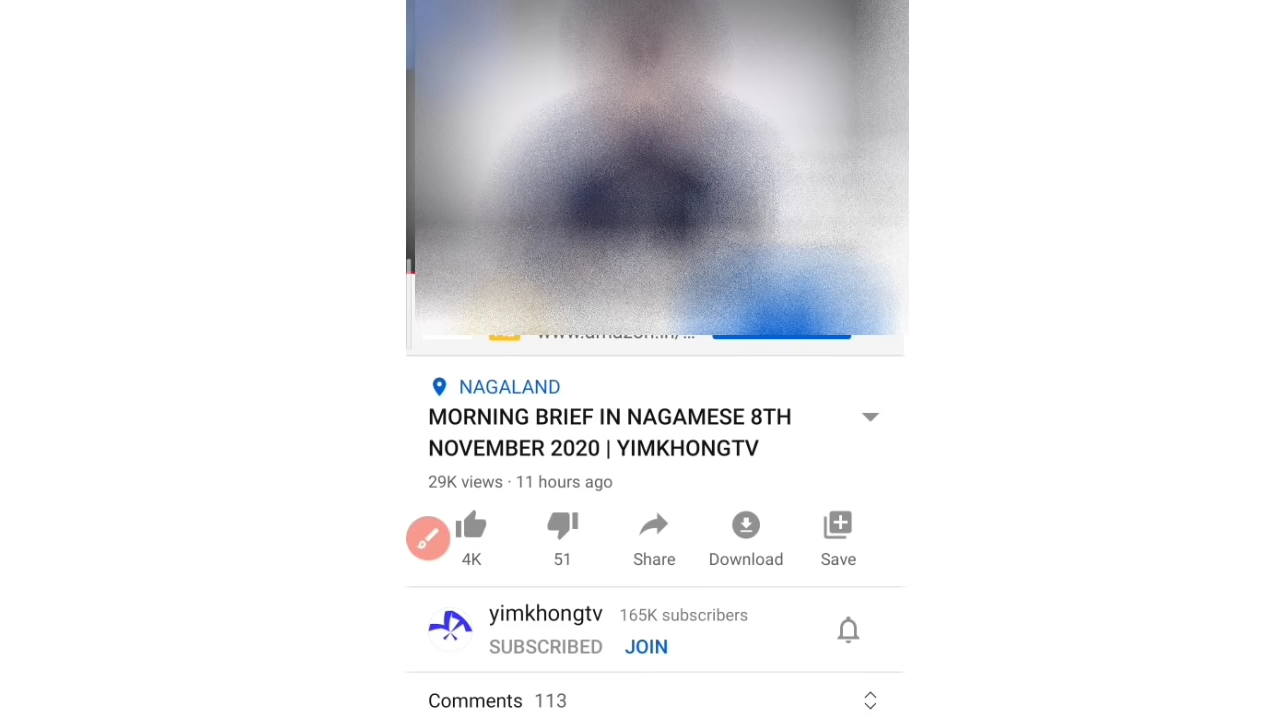 NAGALAND
MORNING BRIEF IN NAGAMESE 8TH
NOVEMBER 2020 | YIMKHONGTV
29K views · 11 hours ago
4K 51 Share Download Save
yimkhongtv 165K subscribers
SUBSCRIBED JOIN
Comments 113